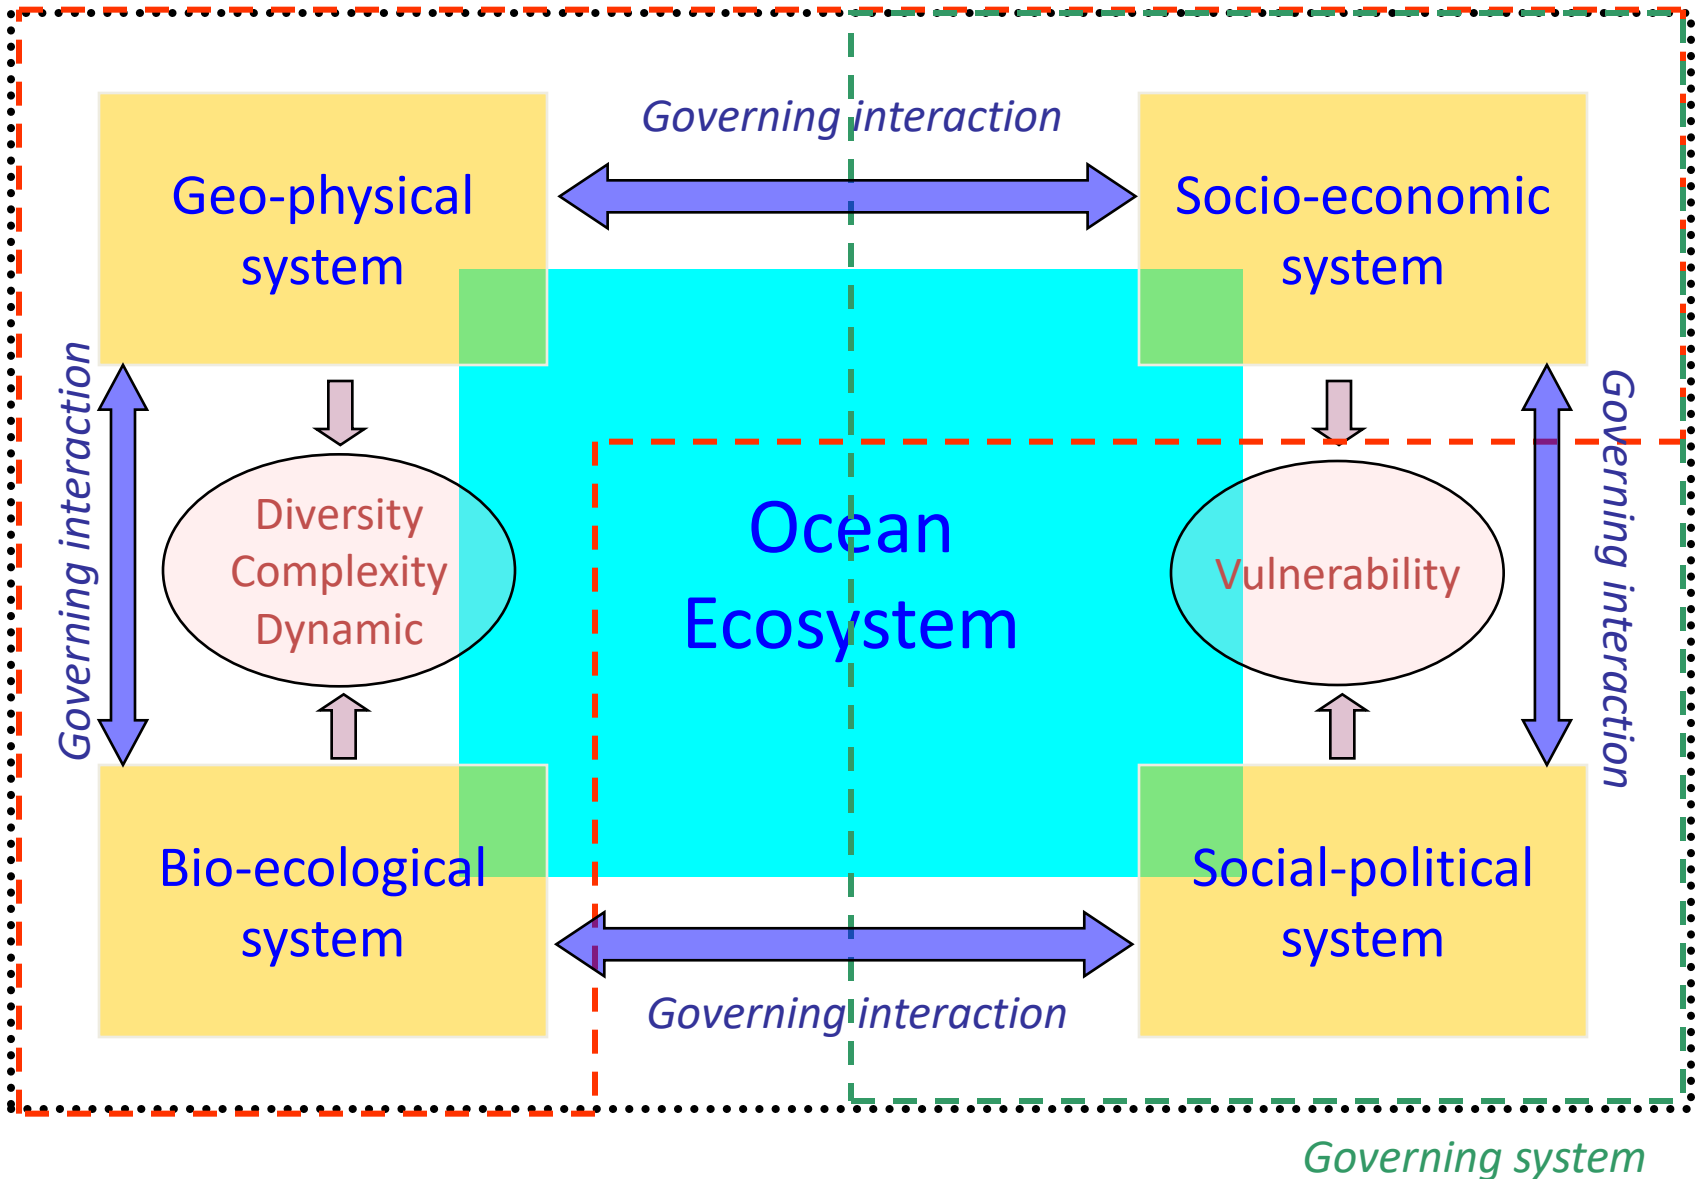 Governing interaction
Geo-physical
system
Socio-economic
system
Governing interaction
Diversity
Complexity
Dynamic
Ocean
Ecosystem
Vulnerability
Governing interaction
Bio-ecological
system
Social-political
system
Governing interaction
Governing system